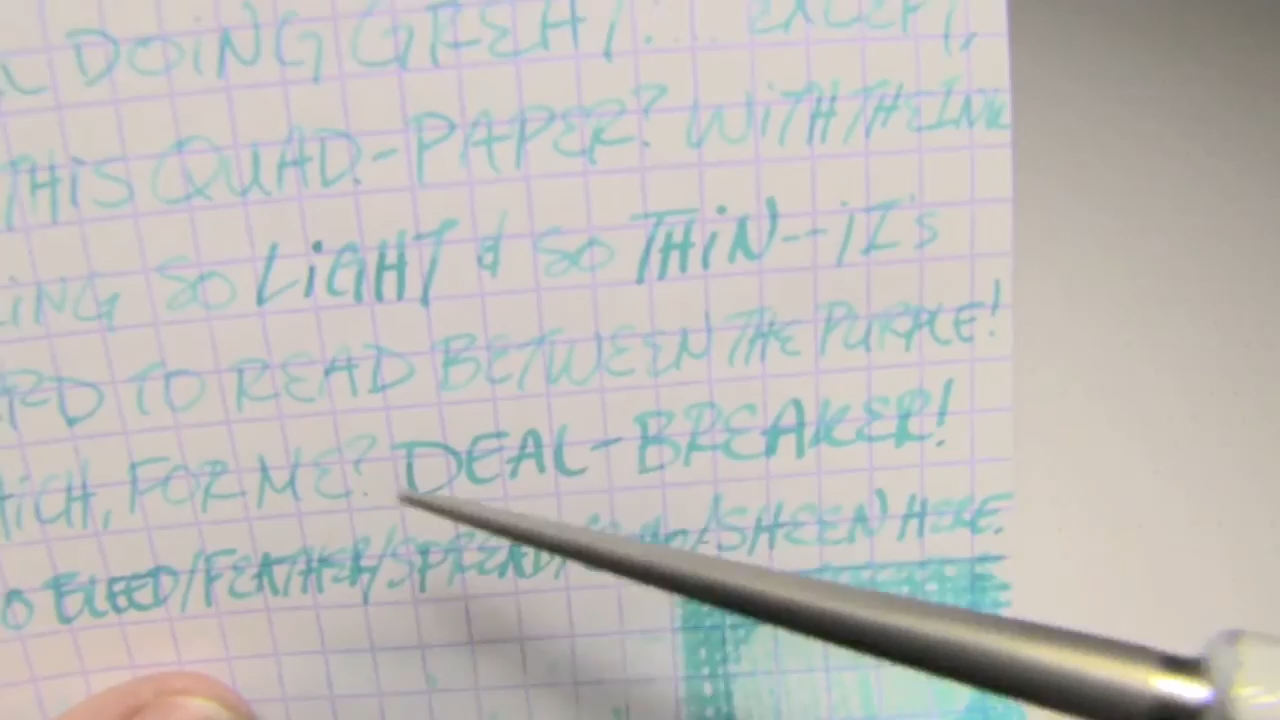 DOING GREAT!... EXCEPT,
THIS QUAD-PAPER? WITH THE INK
SO LIGHT & SO THIN--IT'S
TO READ BETWEEN THE PURPLE!
FOR ME? DEAL-BREAKER!
BLEED/FEATHER/SPREAD/ /SHEEN HERE.